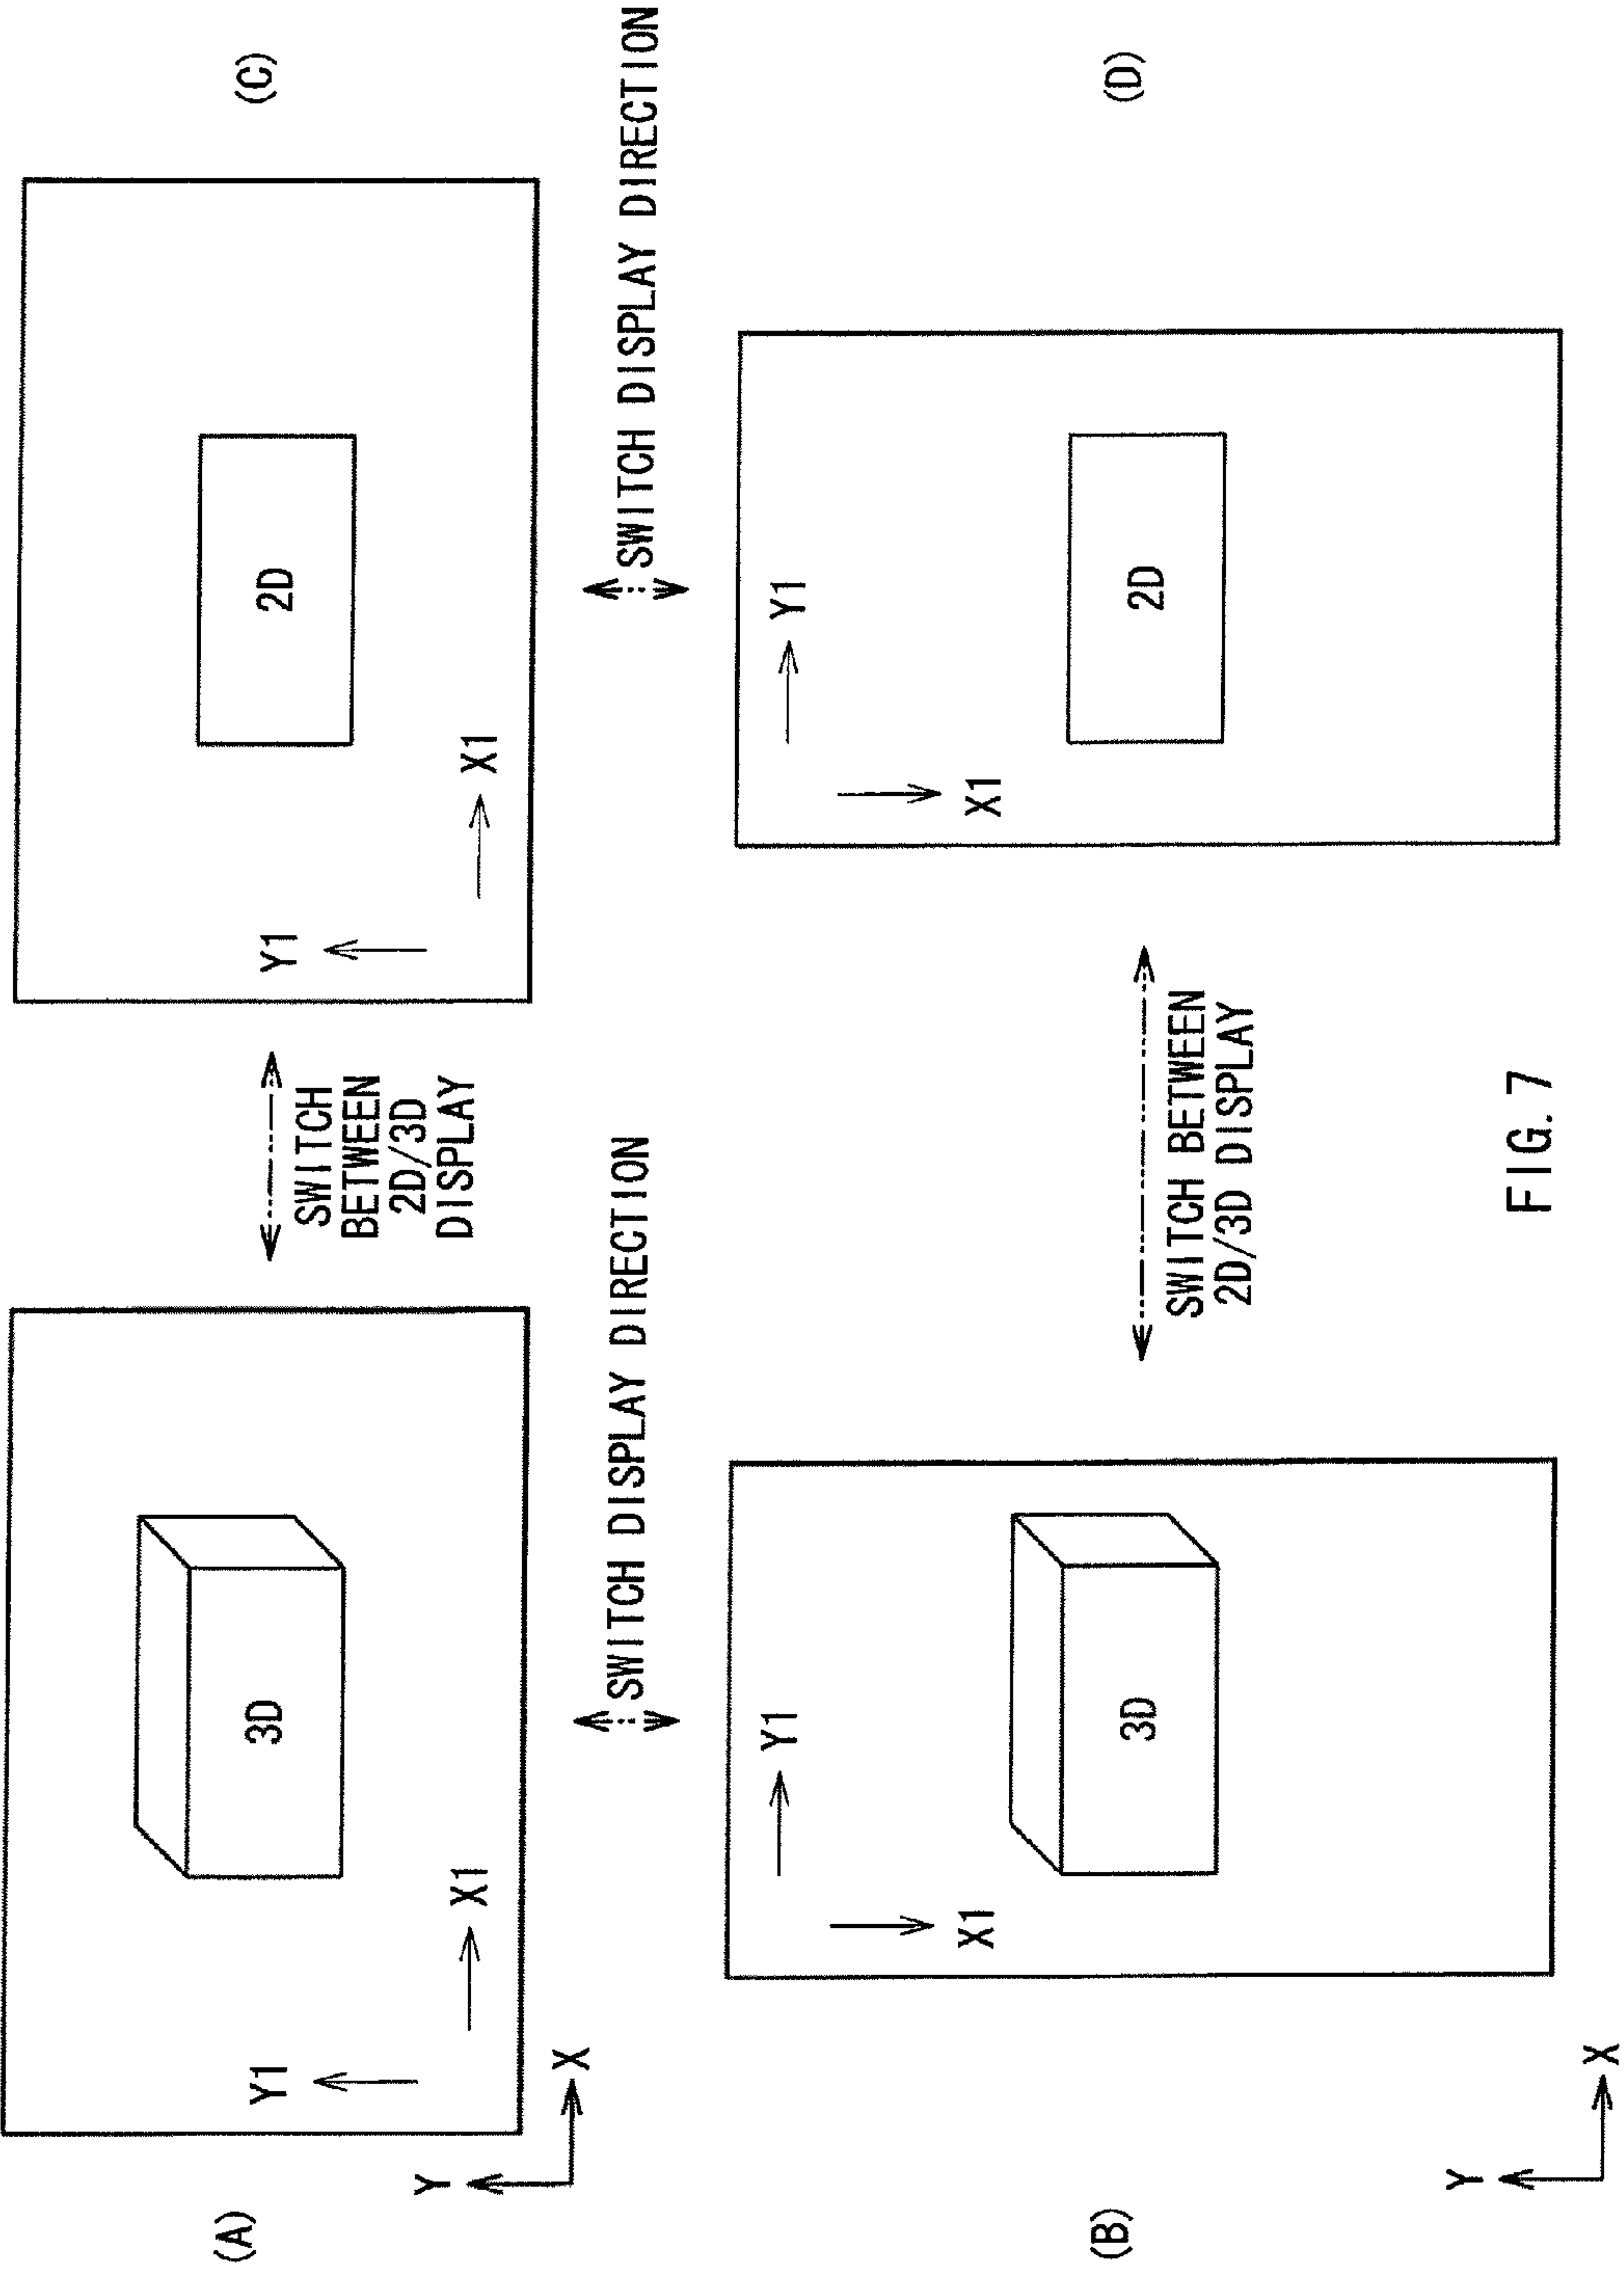 (A)
Y1
3D
X1
Y
X
SWITCH
BETWEEN
2D/3D
DISPLAY
(C)
Y1
2D
X1
SWITCH DISPLAY DIRECTION
SWITCH DISPLAY DIRECTION
(B)
Y1
X1
3D
Y
X
SWITCH BETWEEN
2D/3D DISPLAY
(D)
Y1
X1
2D
FIG. 7